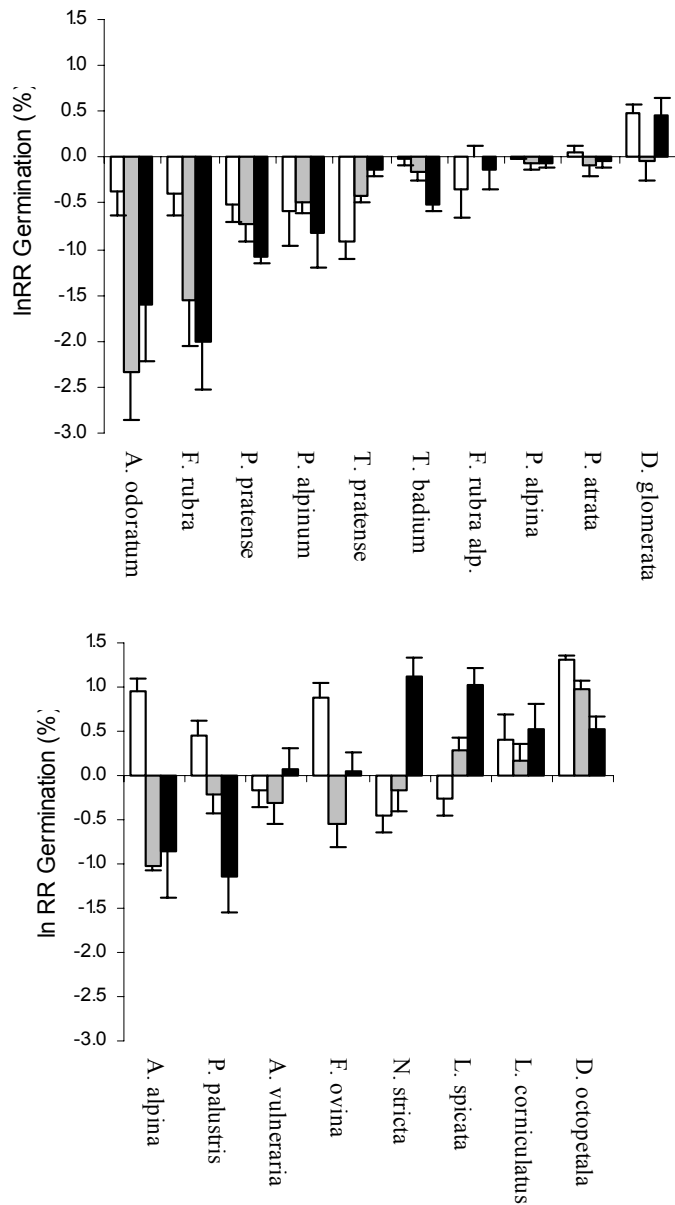 1.5
1.0
0.5
0.0
-0.5
-1.0
-1.5
-2.0
-2.5
-3.0
lnRR Germination (%)
A. odoratum
F. rubra
P. pratense
P. alpinum
T. pratense
T. badium
F. rubra alp.
P. alpina
P. atrata
D. glomerata
1.5
1.0
0.5
0.0
-0.5
-1.0
-1.5
-2.0
-2.5
-3.0
ln RR Germination (%)
A. alpina
P. palustris
A. vulneraria
F. ovina
N. stricta
L. spicata
L. corniculatus
D. octopetala